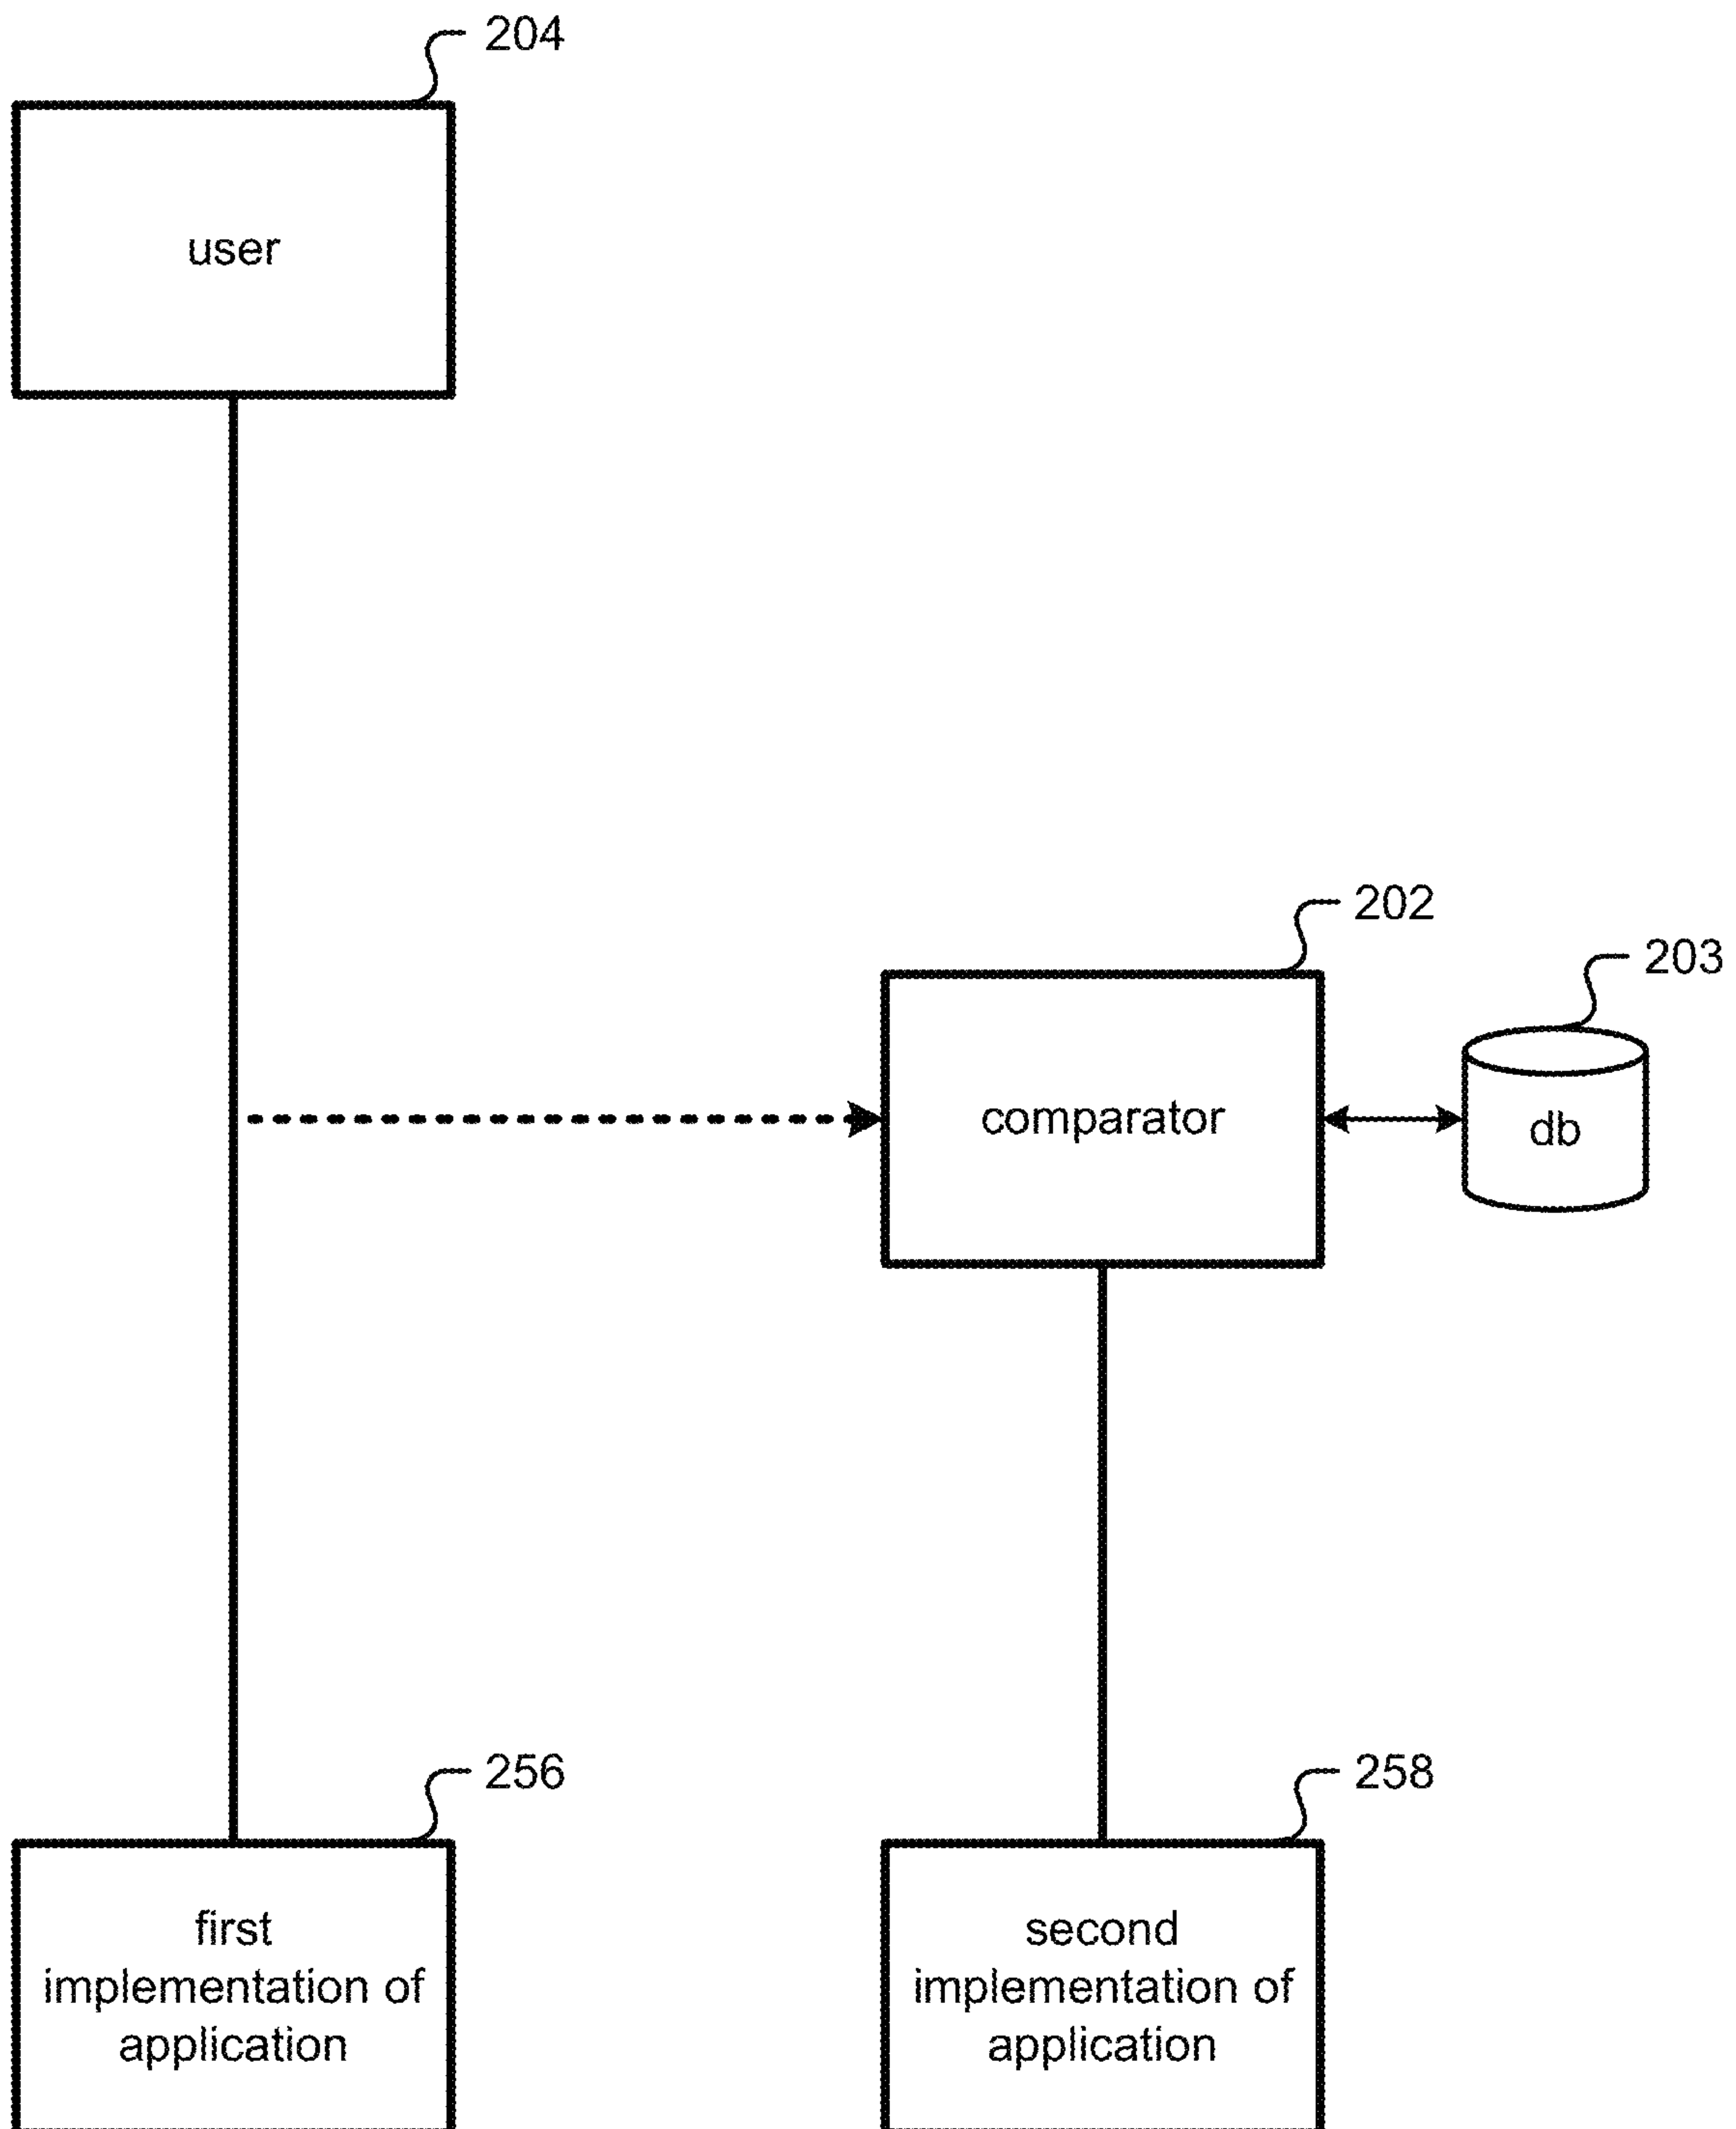 204
user
202
203
comparator
db
256
258
first
implementation of
application
second
implementation of
application